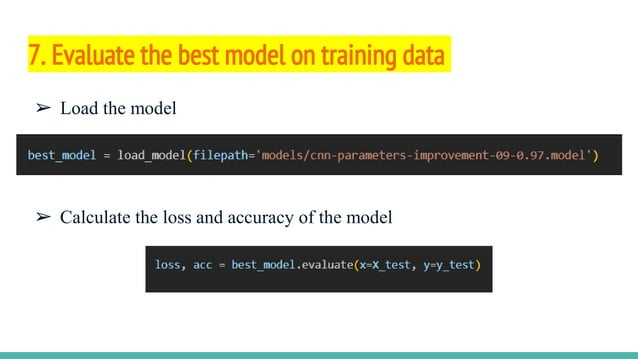 7. Evaluate the best model on training data
➢ Load the model
best_model = load_model(filepath='models/cnn-parameters-improvement-09-0.97.model')
➢ Calculate the loss and accuracy of the model
loss, acc = best_model.evaluate(x=X_test, y=y_test)